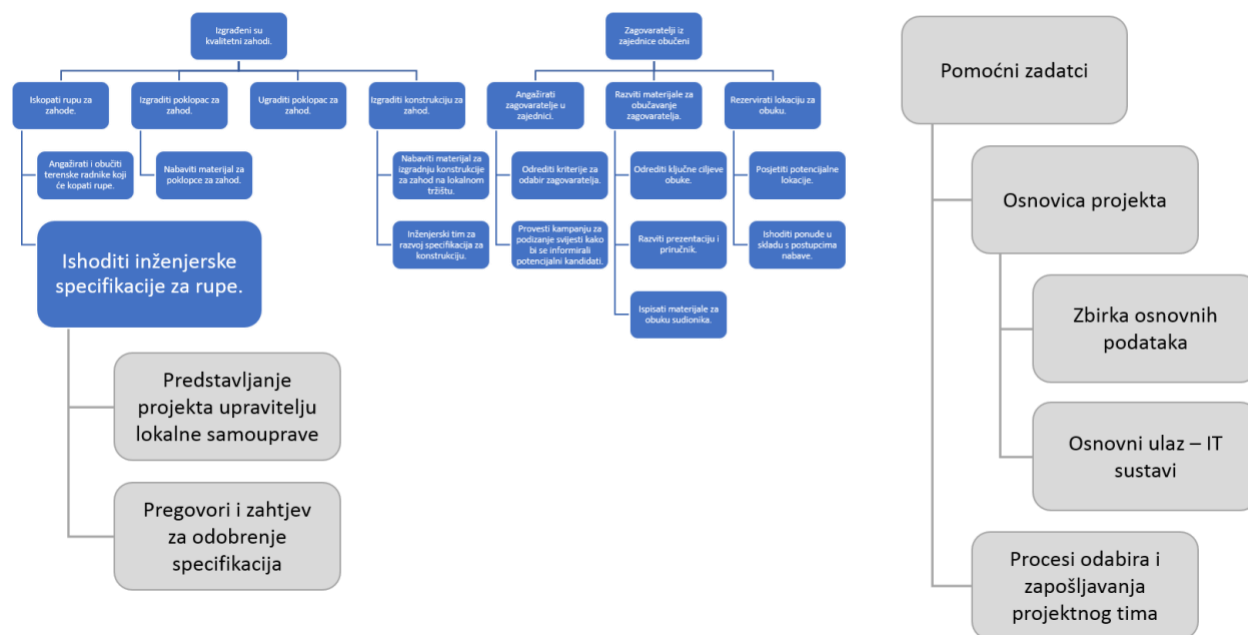 Izgrađeni su
kvalitetni zahodi.
Iskopati rupu za
zahode.
Izgraditi poklopac za
zahod.
Ugraditi poklopac za
zahod.
Izgraditi konstrukciju za
zahod.
Angažirati i obučiti
terenske radnike koji
će kopati rupe.
Nabaviti materijal za
poklopce za zahod.
Nabaviti materijal za
izgradnju konstrukcije
za zahod na lokalnom
tržištu.
Inženjerski tim za
razvoj specifikacija za
konstrukciju.
Ishoditi inženjerske
specifikacije za rupe.
Predstavljanje
projekta upravitelju
lokalne samouprave
Pregovori i zahtjev
za odobrenje
specifikacija
Zagovaratelji iz
zajednice obučeni
Angažirati
zagovaratelje u
zajednici.
Razviti materijale za
obučavanje
zagovaratelja.
Rezervirati lokaciju za
obuku.
Odrediti kriterije za
odabir zagovaratelja.
Provesti kampanju za
podizanje svijesti kako
bi se informirali
potencijalni kandidati.
Odrediti ključne ciljeve
obuke.
Razviti prezentaciju i
priručnik.
Ispisati materijale za
obuku sudionika.
Posjetiti potencijalne
lokacije.
Ishoditi ponude u
skladu s postupcima
nabave.
Pomoćni zadatci
Osnovica projekta
Zbirka osnovnih
podataka
Osnovni ulaz – IT
sustavi
Procesi odabira i
zapošljavanja
projektnog tima